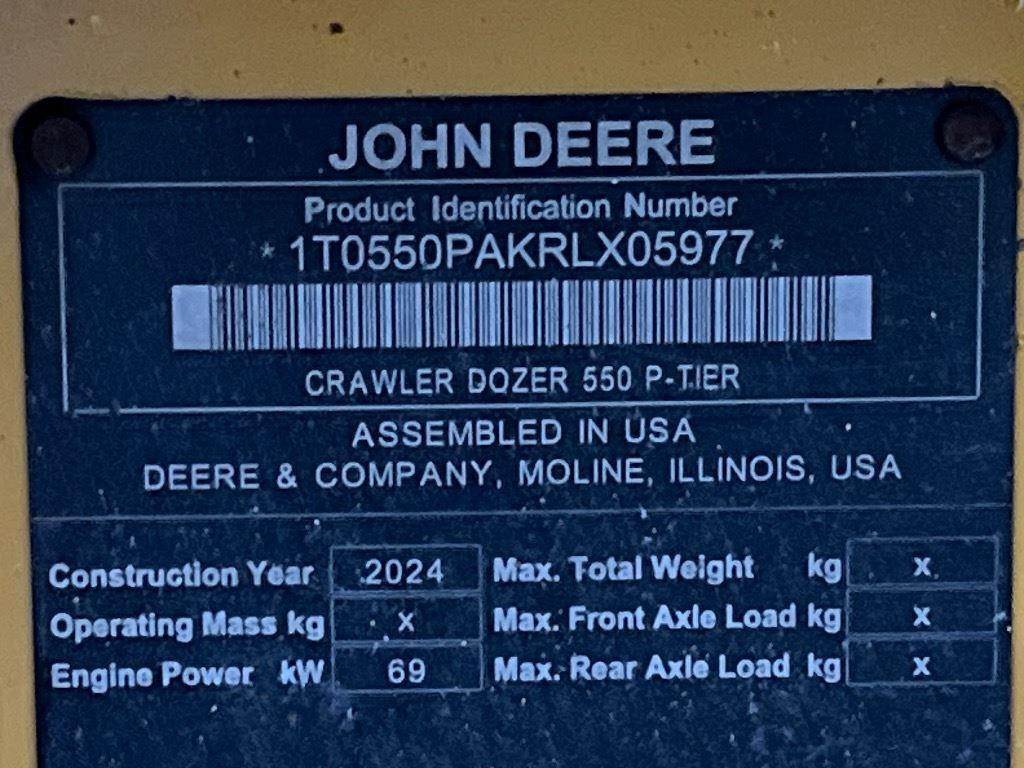 JOHN DEERE
Product Identification Number
* 1T0550PAKRLX05977 *
CRAWLER DOZER 550 P-TIER
ASSEMBLED IN USA
DEERE & COMPANY, MOLINE, ILLINOIS, USA
Construction Year 2024 Max. Total Weight kg x
Operating Mass kg x Max. Front Axle Load kg x
Engine Power kW 69 Max. Rear Axle Load kg x